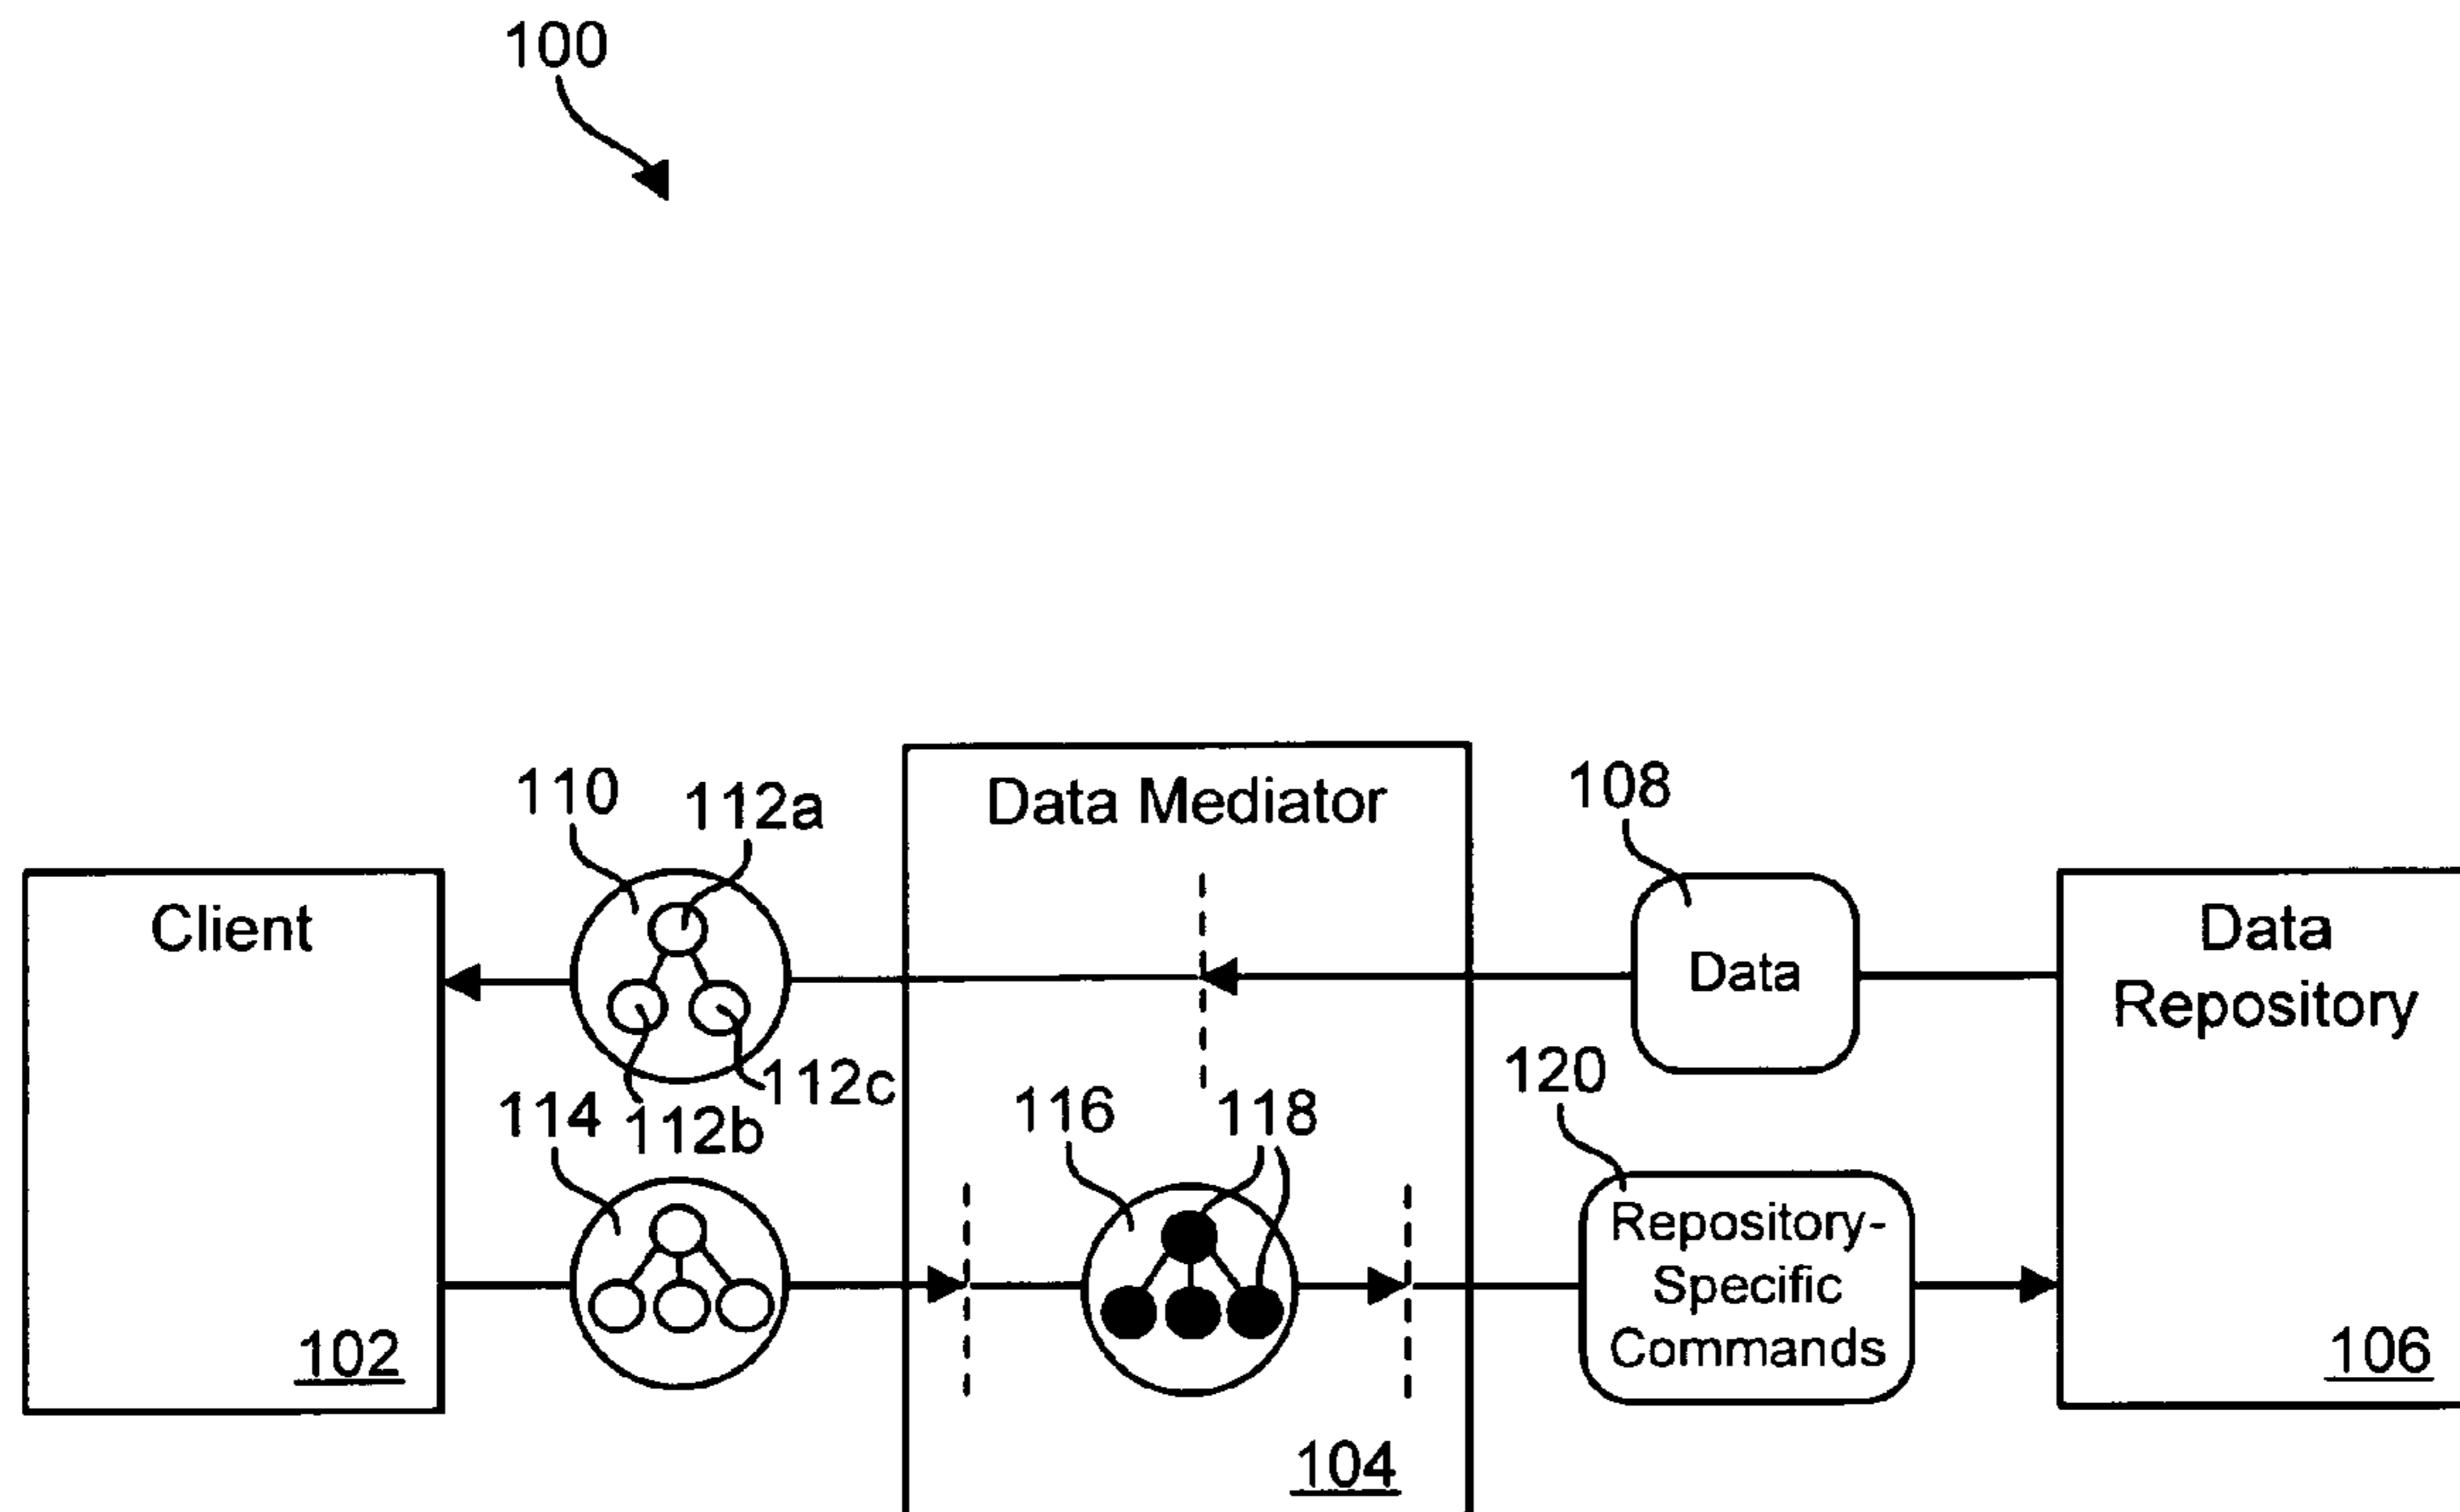 100
110
112a
Data Mediator
108
Client
Data
Data
Repository
112c
114
112b
116
118
120
Repository-
Specific
Commands
102
106
104